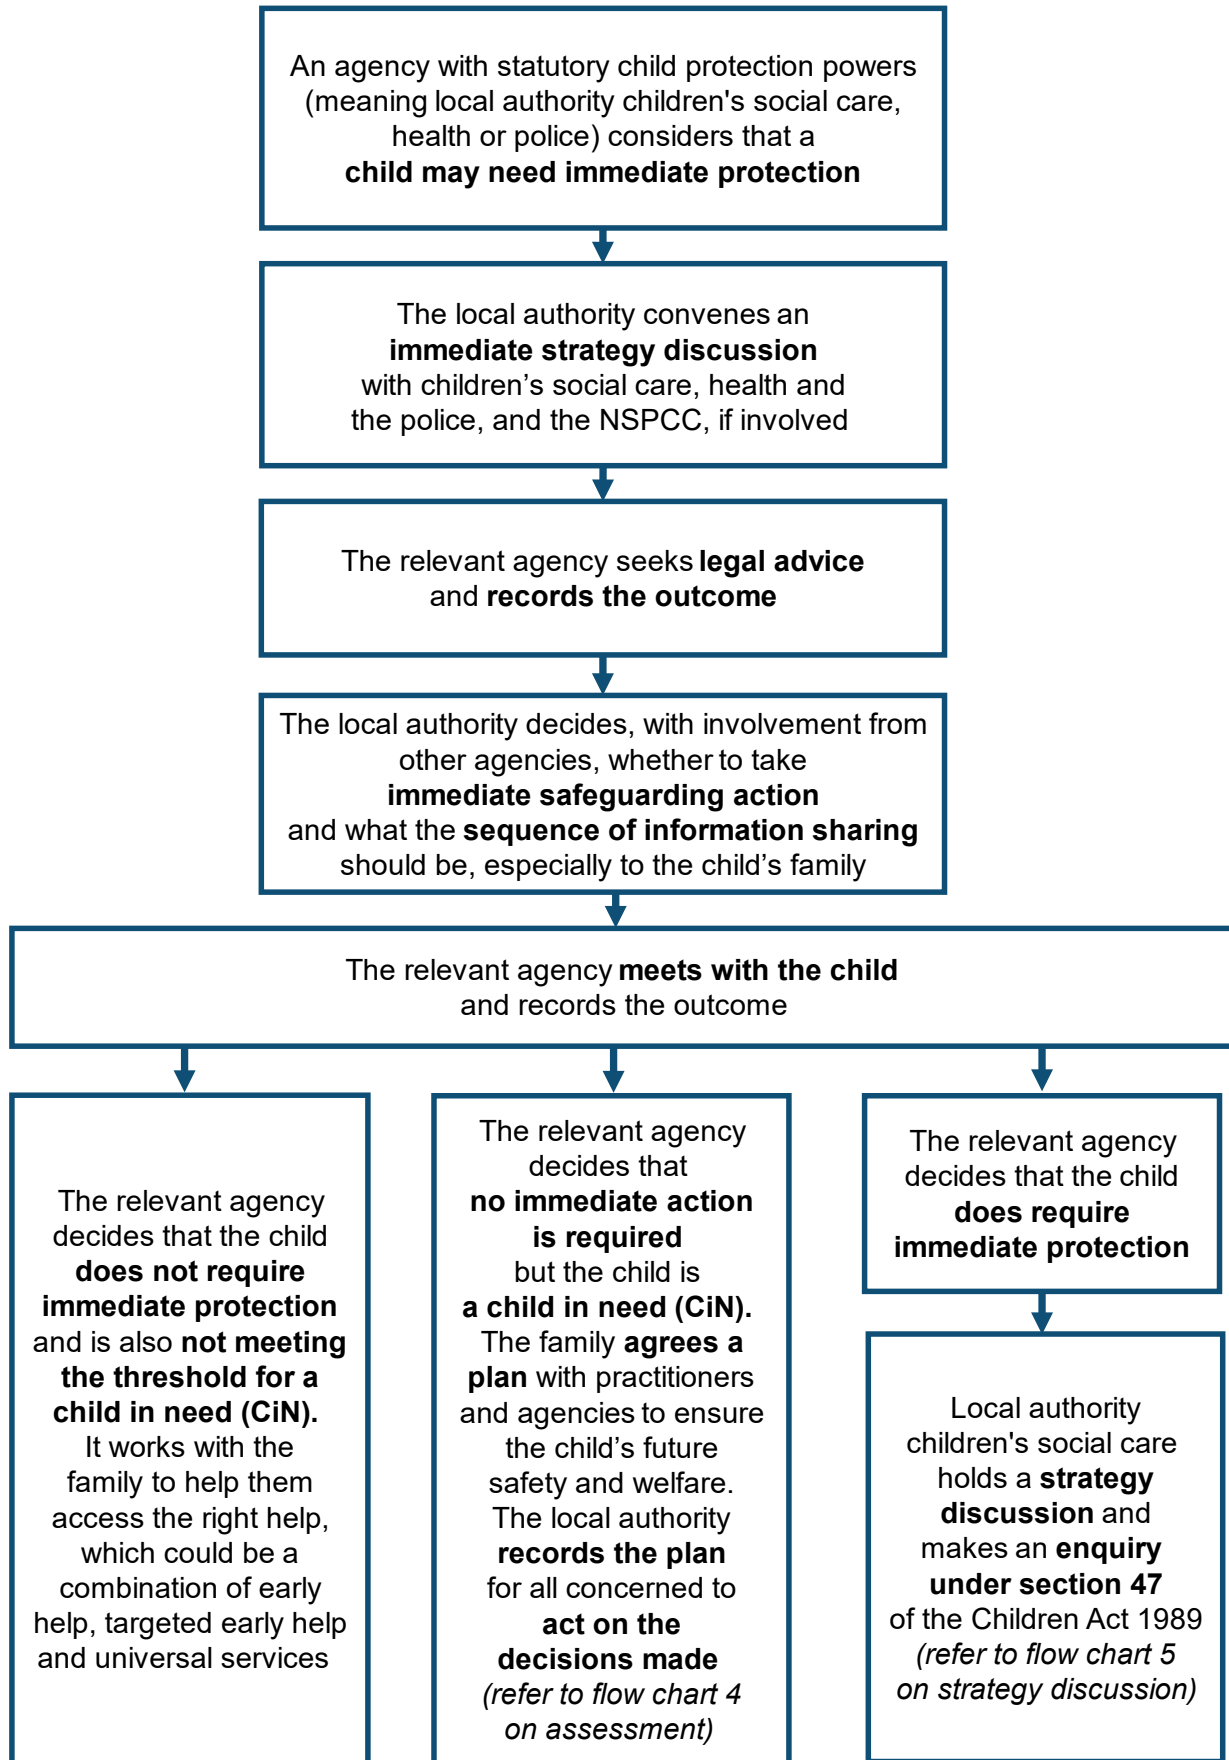 An agency with statutory child protection powers
(meaning local authority children's social care,
health or police) considers that a
child may need immediate protection
The local authority convenes an
immediate strategy discussion
with children’s social care, health and
the police, and the NSPCC, if involved
The relevant agency seeks legal advice
and records the outcome
The local authority decides, with involvement from
other agencies, whether to take
immediate safeguarding action
and what the sequence of information sharing
should be, especially to the child’s family
The relevant agency meets with the child
and records the outcome
The relevant agency
decides that the child
does not require
immediate protection
and is also not meeting
the threshold for a
child in need (CiN).
It works with the
family to help them
access the right help,
which could be a
combination of early
help, targeted early help
and universal services
The relevant agency
decides that
no immediate action
is required
but the child is
a child in need (CiN).
The family agrees a
plan with practitioners
and agencies to ensure
the child’s future
safety and welfare.
The local authority
records the plan
for all concerned to
act on the
decisions made
(refer to flow chart 4
on assessment)
The relevant agency
decides that the child
does require
immediate protection
Local authority
children's social care
holds a strategy
discussion and
makes an enquiry
under section 47
of the Children Act 1989
(refer to flow chart 5
on strategy discussion)